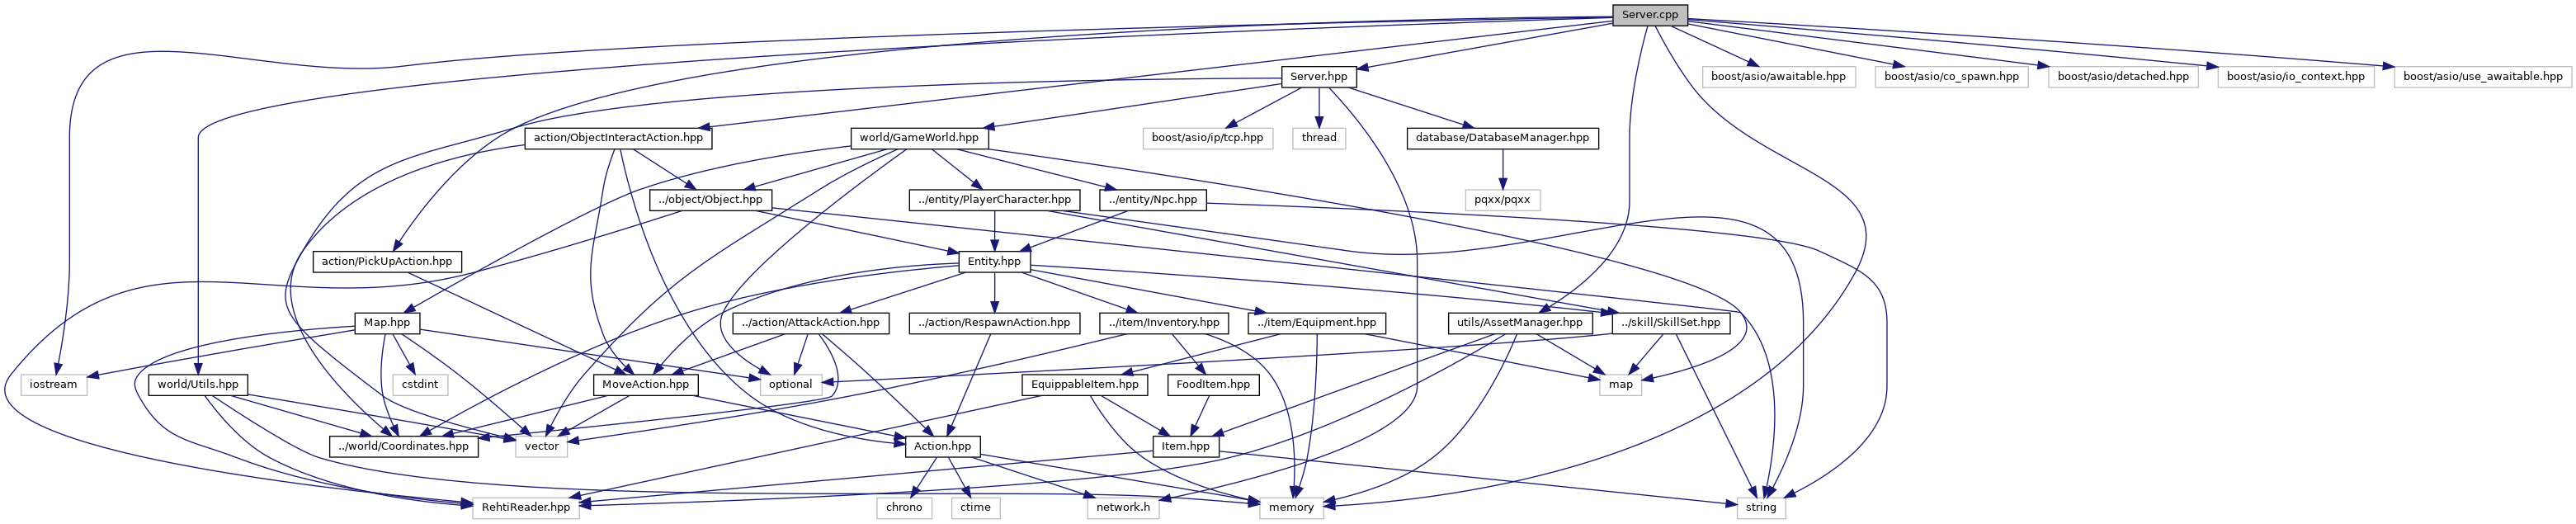 Server.cpp
Server.hpp
boost/asio/awaitable.hpp
boost/asio/co_spawn.hpp
boost/asio/detached.hpp
boost/asio/io_context.hpp
boost/asio/use_awaitable.hpp
action/ObjectInteractAction.hpp
world/GameWorld.hpp
boost/asio/ip/tcp.hpp
thread
database/DatabaseManager.hpp
../object/Object.hpp
../entity/PlayerCharacter.hpp
../entity/Npc.hpp
pqxx/pqxx
action/PickUpAction.hpp
Entity.hpp
Map.hpp
../action/AttackAction.hpp
../action/RespawnAction.hpp
../item/Inventory.hpp
../item/Equipment.hpp
utils/AssetManager.hpp
../skill/SkillSet.hpp
iostream
world/Utils.hpp
cstdint
MoveAction.hpp
optional
EquippableItem.hpp
FoodItem.hpp
map
../world/Coordinates.hpp
vector
Action.hpp
Item.hpp
RehtiReader.hpp
chrono
ctime
network.h
memory
string